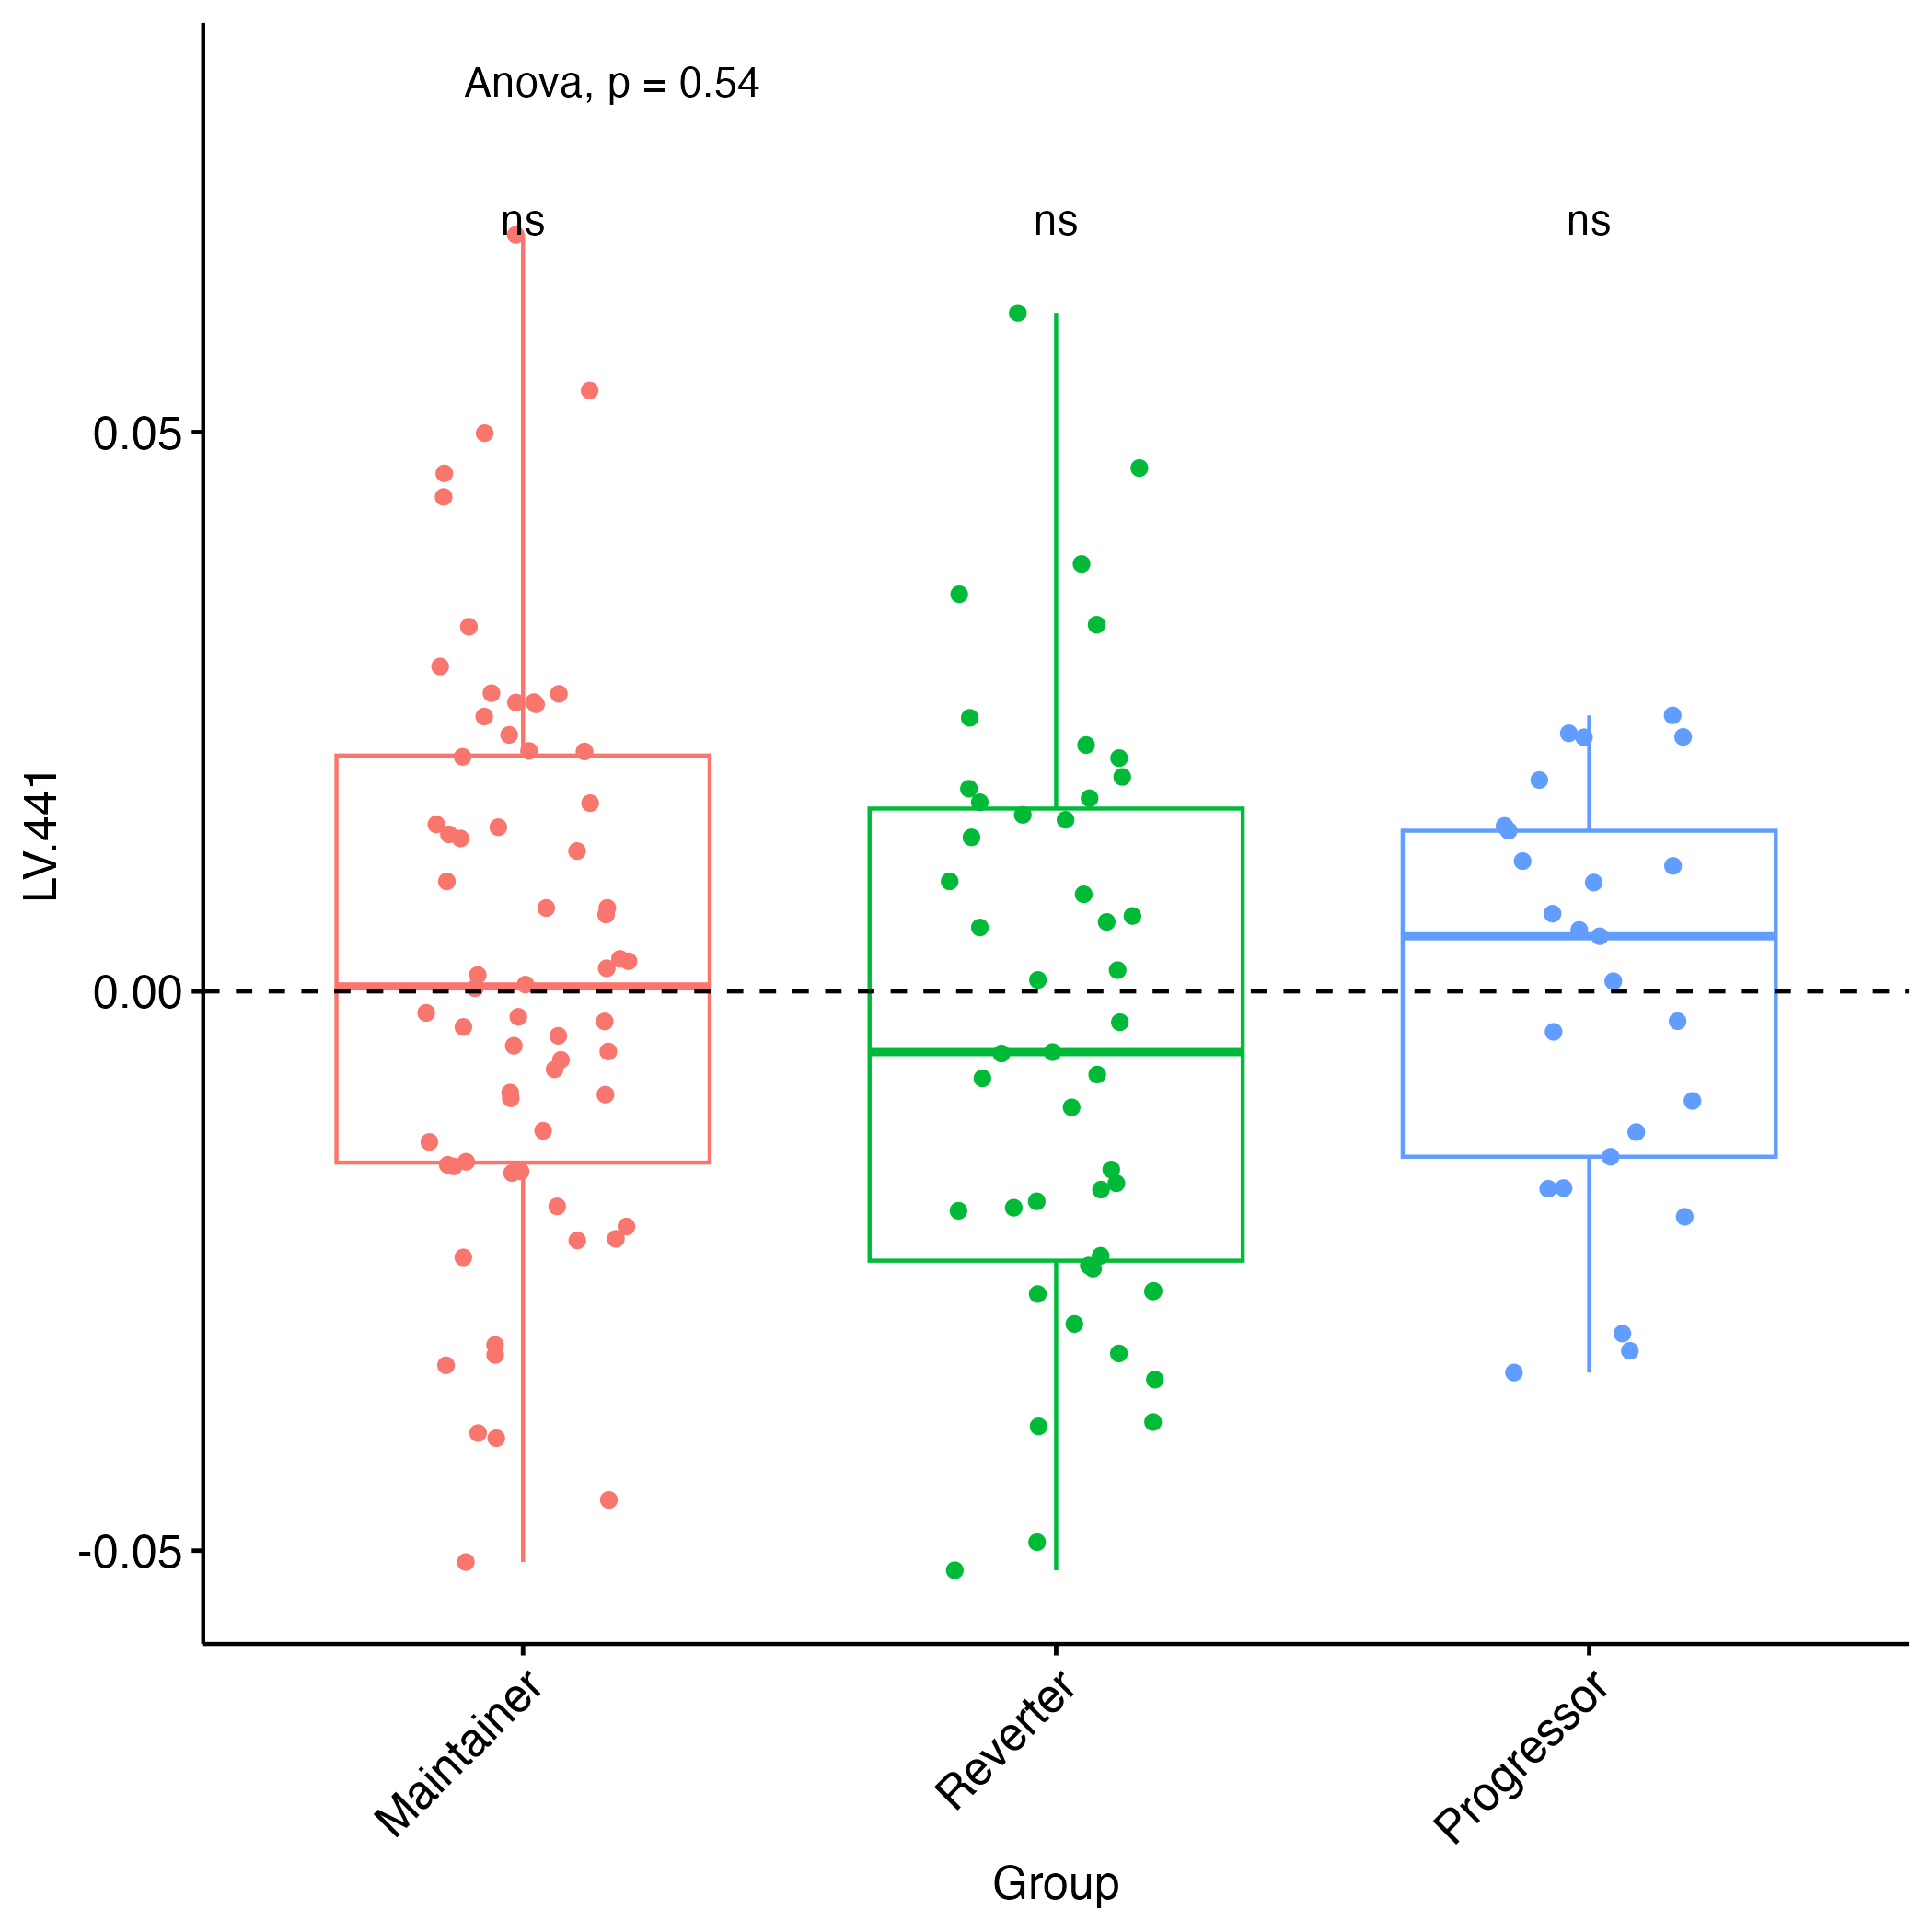 Anova, p = 0.54
ns ns ns
0.05
0.00
-0.05
LV.441
Maintainer Reverter Progressor
Group